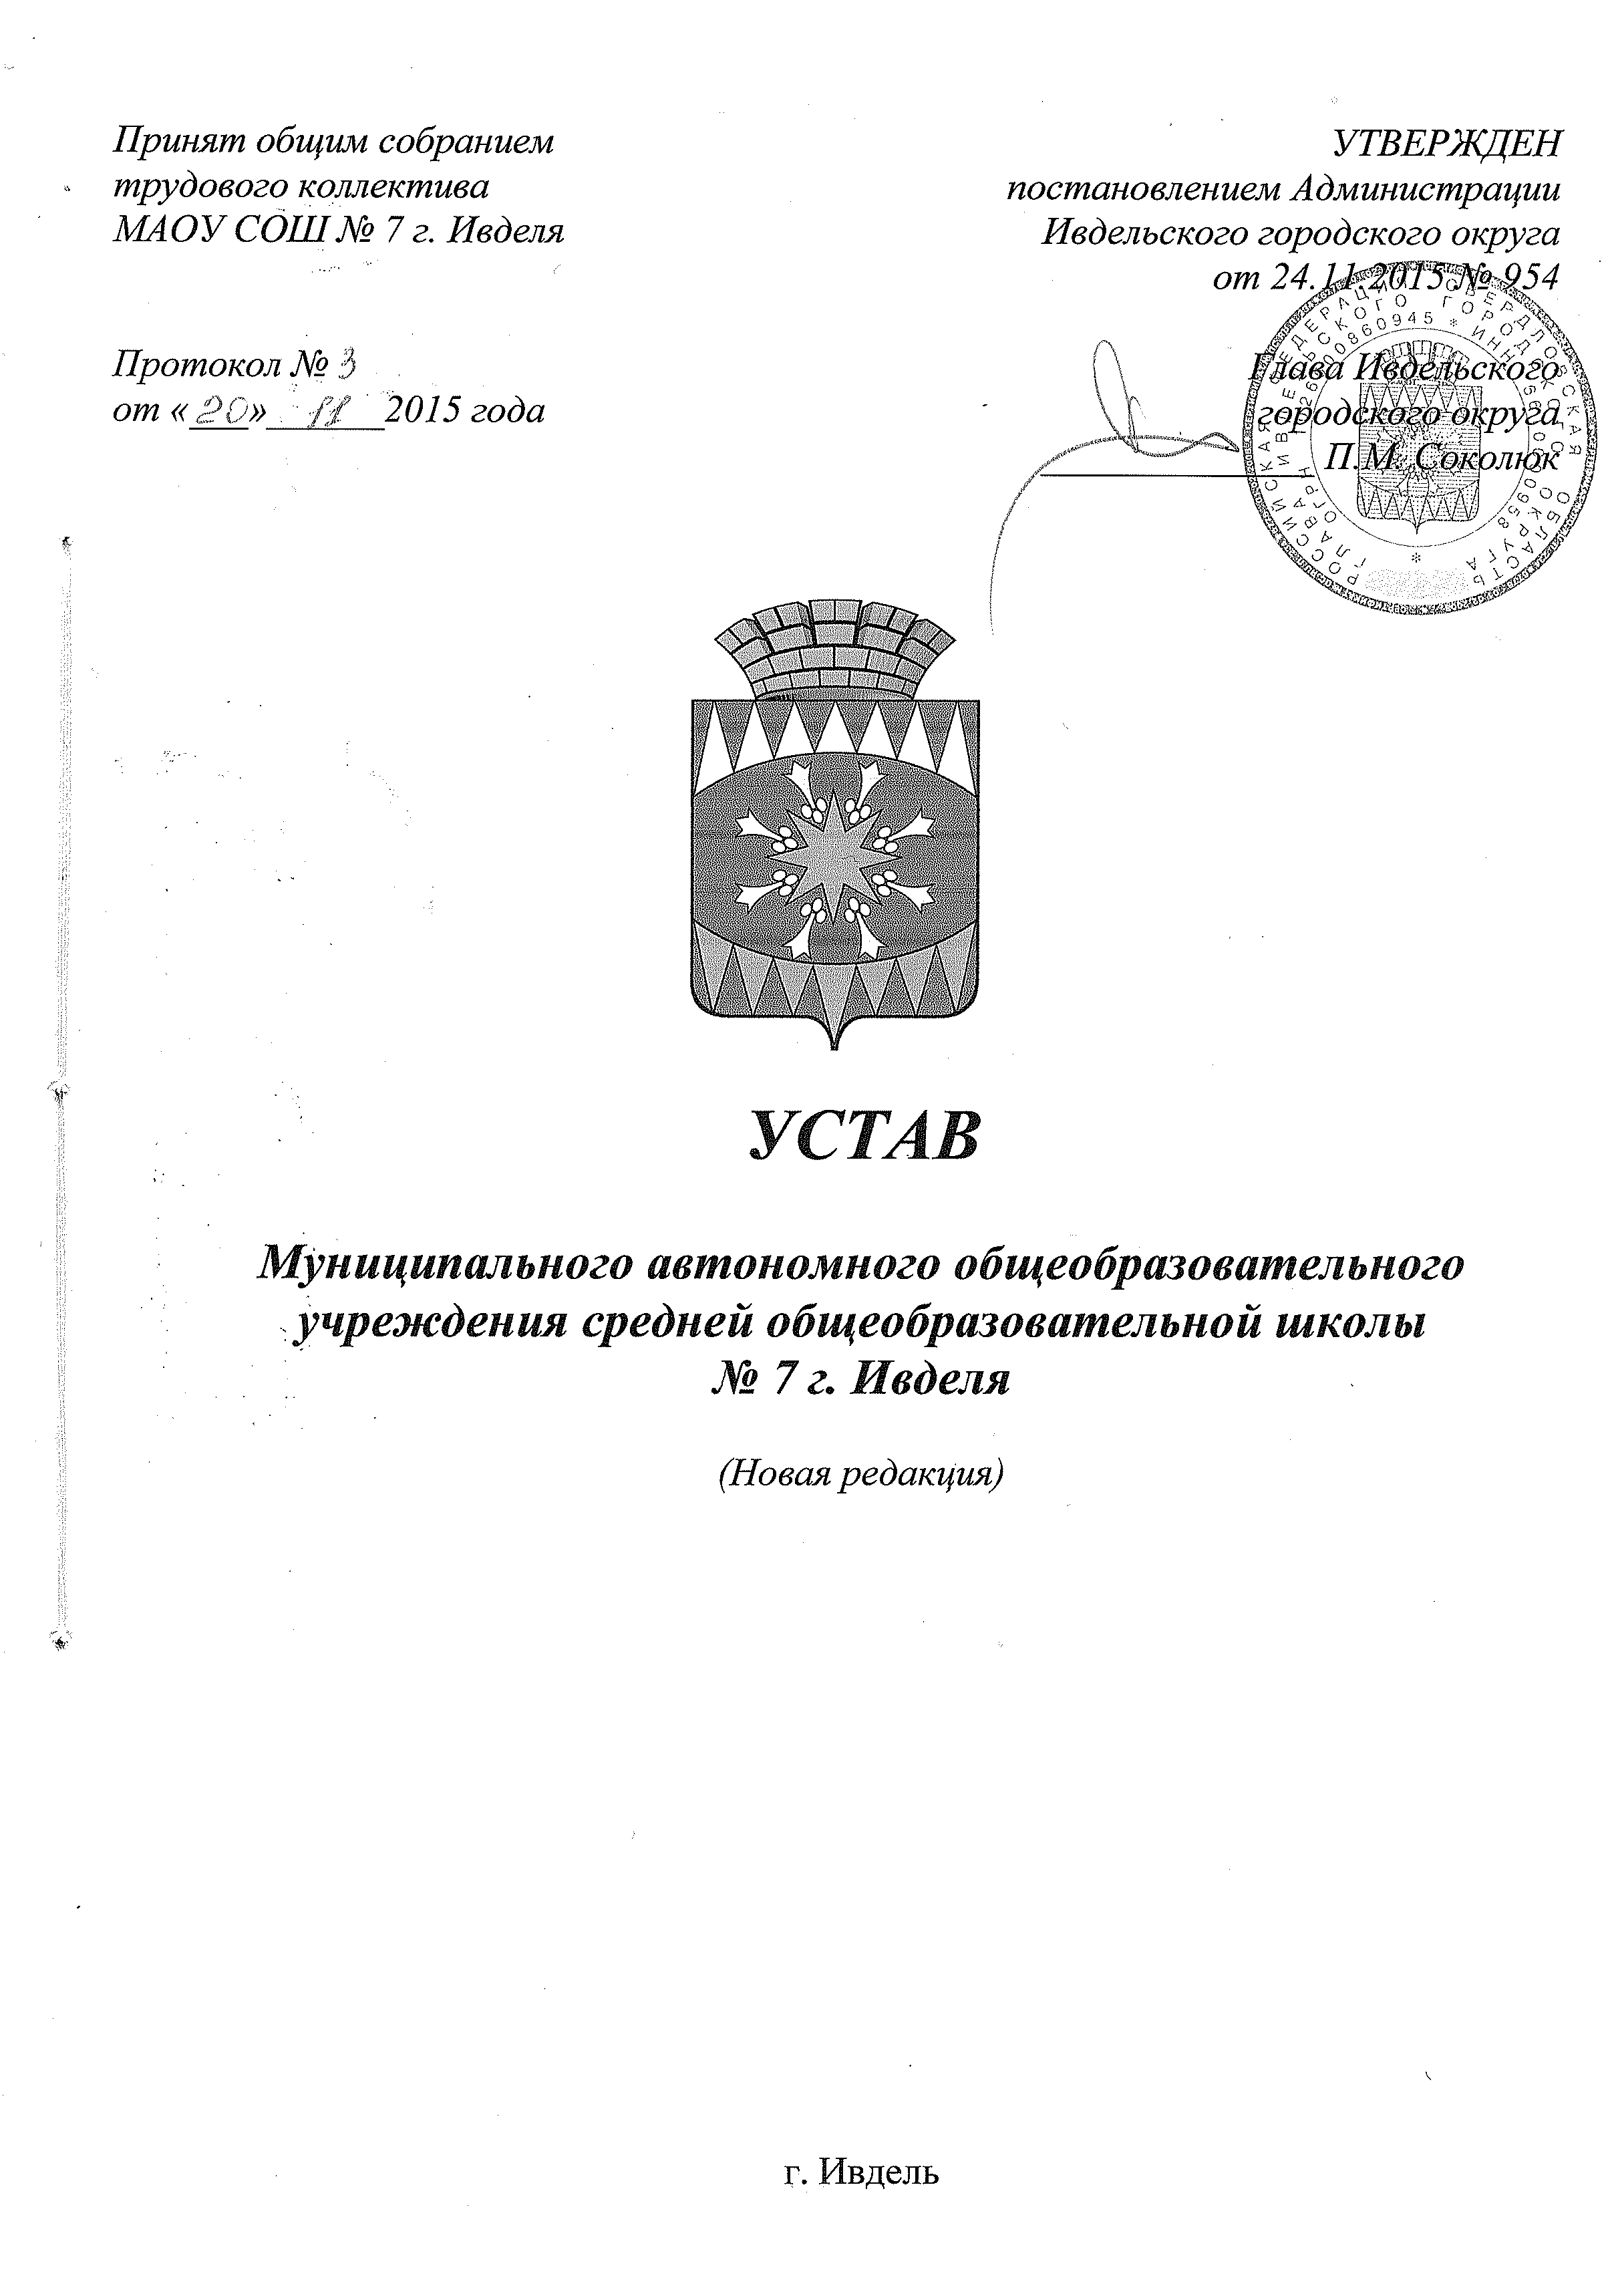 Принят общим собранием
трудового коллектива
МАОУ СОШ № 7 г. Ивделя
Протокол № 3
от «20» 11 2015 года
УТВЕРЖДЕН
постановлением Администрации
Ивдельского городского округа
от 24.11.2015 № 954
Глава Ивдельского
городского округа
П.М. Соколюк
УСТАВ
Муниципального автономного общеобразовательного
учреждения средней общеобразовательной школы
№ 7 г. Ивделя
(Новая редакция)
г. Ивдель